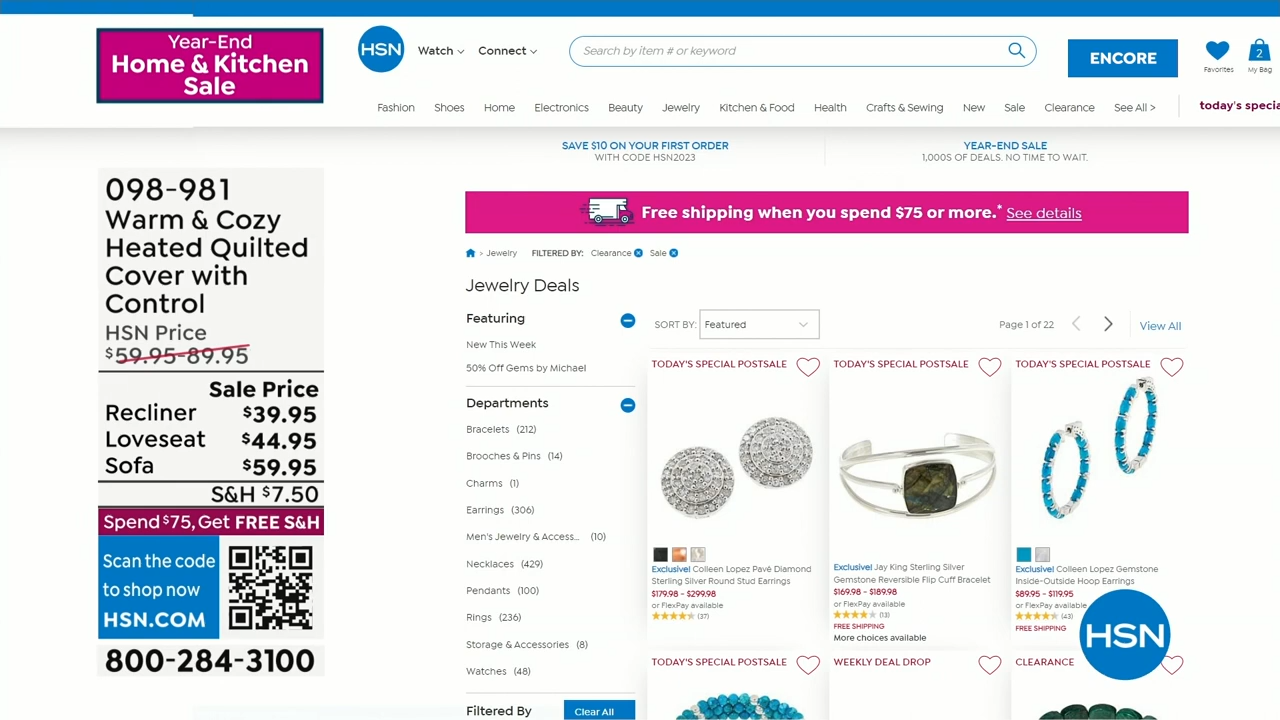 Year-End
Home & Kitchen
Sale
HSN
Watch
Connect
Search by item # or keyword
ENCORE
Favorites
2
My Bag
Fashion
Shoes
Home
Electronics
Beauty
Jewelry
Kitchen & Food
Health
Crafts & Sewing
New
Sale
Clearance
See All >
today's specia
SAVE $10 ON YOUR FIRST ORDER
WITH CODE HSN2023
YEAR-END SALE
1,000S OF DEALS. NO TIME TO WAIT.
098-981
Warm & Cozy
Heated Quilted
Cover with
Control
HSN Price
$59.95-89.95
Sale Price
Recliner $39.95
Loveseat $44.95
Sofa $59.95
S&H $7.50
Spend $75, Get FREE S&H
Scan the code
to shop now
HSN.COM
800-284-3100
Free shipping when you spend $75 or more.* See details
> Jewelry FILTERED BY: Clearance Sale
Jewelry Deals
Featuring
New This Week
50% Off Gems by Michael
Departments
Bracelets (212)
Brooches & Pins (14)
Charms (1)
Earrings (306)
Men's Jewelry & Access... (10)
Necklaces (429)
Pendants (100)
Rings (236)
Storage & Accessories (8)
Watches (48)
Filtered By
Clear All
SORT BY: Featured
Page 1 of 22
View All
TODAY'S SPECIAL POSTSALE
Exclusive! Colleen Lopez Pavé Diamond
Sterling Silver Round Stud Earrings
$179.98 - $299.98
or FlexPay available
(37)
TODAY'S SPECIAL POSTSALE
Exclusive! Jay King Sterling Silver
Gemstone Reversible Flip Cuff Bracelet
$169.98 - $189.98
or FlexPay available
(13)
FREE SHIPPING
More choices available
TODAY'S SPECIAL POSTSALE
Exclusive! Colleen Lopez Gemstone
Inside-Outside Hoop Earrings
$89.95 - $119.95
or FlexPay available
(43)
FREE SHIPPING
HSN
TODAY'S SPECIAL POSTSALE
WEEKLY DEAL DROP
CLEARANCE